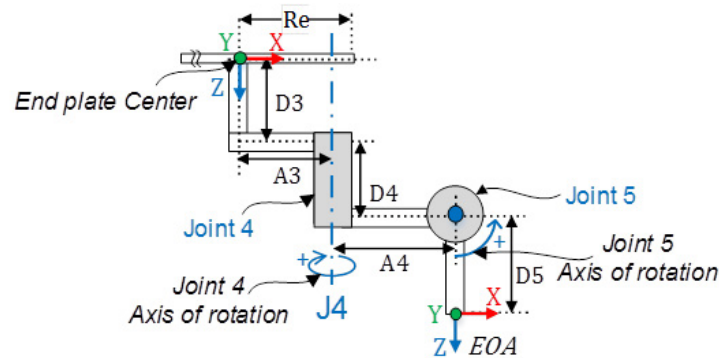 Re
Y
X
Z
End plate Center
D3
A3
D4
Joint 4
Joint 5
+
+
A4
D5
Joint 5
Axis of rotation
Joint 4
Axis of rotation
J4
Y
X
Z
EOA